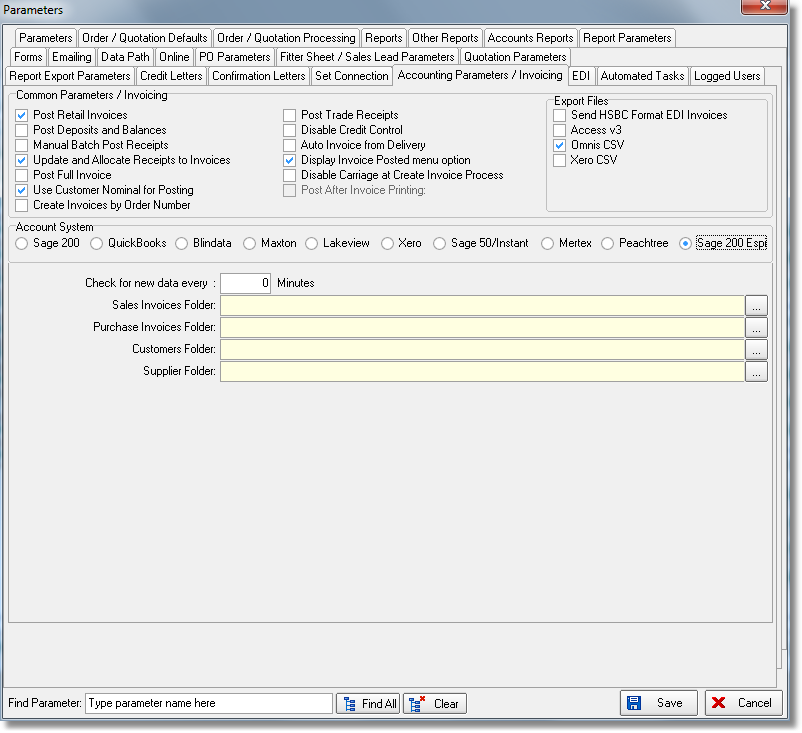 Parameters
Parameters Order / Quotation Defaults Order / Quotation Processing Reports Other Reports Accounts Reports Report Parameters
Forms Emailing Data Path Online PO Parameters Fitter Sheet / Sales Lead Parameters Quotation Parameters
Report Export Parameters Credit Letters Confirmation Letters Set Connection Accounting Parameters / Invoicing EDI Automated Tasks Logged Users
Common Parameters / Invoicing
Post Retail Invoices
Post Deposits and Balances
Manual Batch Post Receipts
Update and Allocate Receipts to Invoices
Post Full Invoice
Use Customer Nominal for Posting
Create Invoices by Order Number
Post Trade Receipts
Disable Credit Control
Auto Invoice from Delivery
Display Invoice Posted menu option
Disable Carriage at Create Invoice Process
Post After Invoice Printing:
Export Files
Send HSBC Format EDI Invoices
Access v3
Omnis CSV
Xero CSV
Account System
Sage 200 QuickBooks Blindata Maxton Lakeview Xero Sage 50/Instant Mertex Peachtree Sage 200 Espi
Check for new data every : 0 Minutes
Sales Invoices Folder: ...
Purchase Invoices Folder: ...
Customers Folder: ...
Supplier Folder: ...
Find Parameter: Type parameter name here Find All Clear Save Cancel